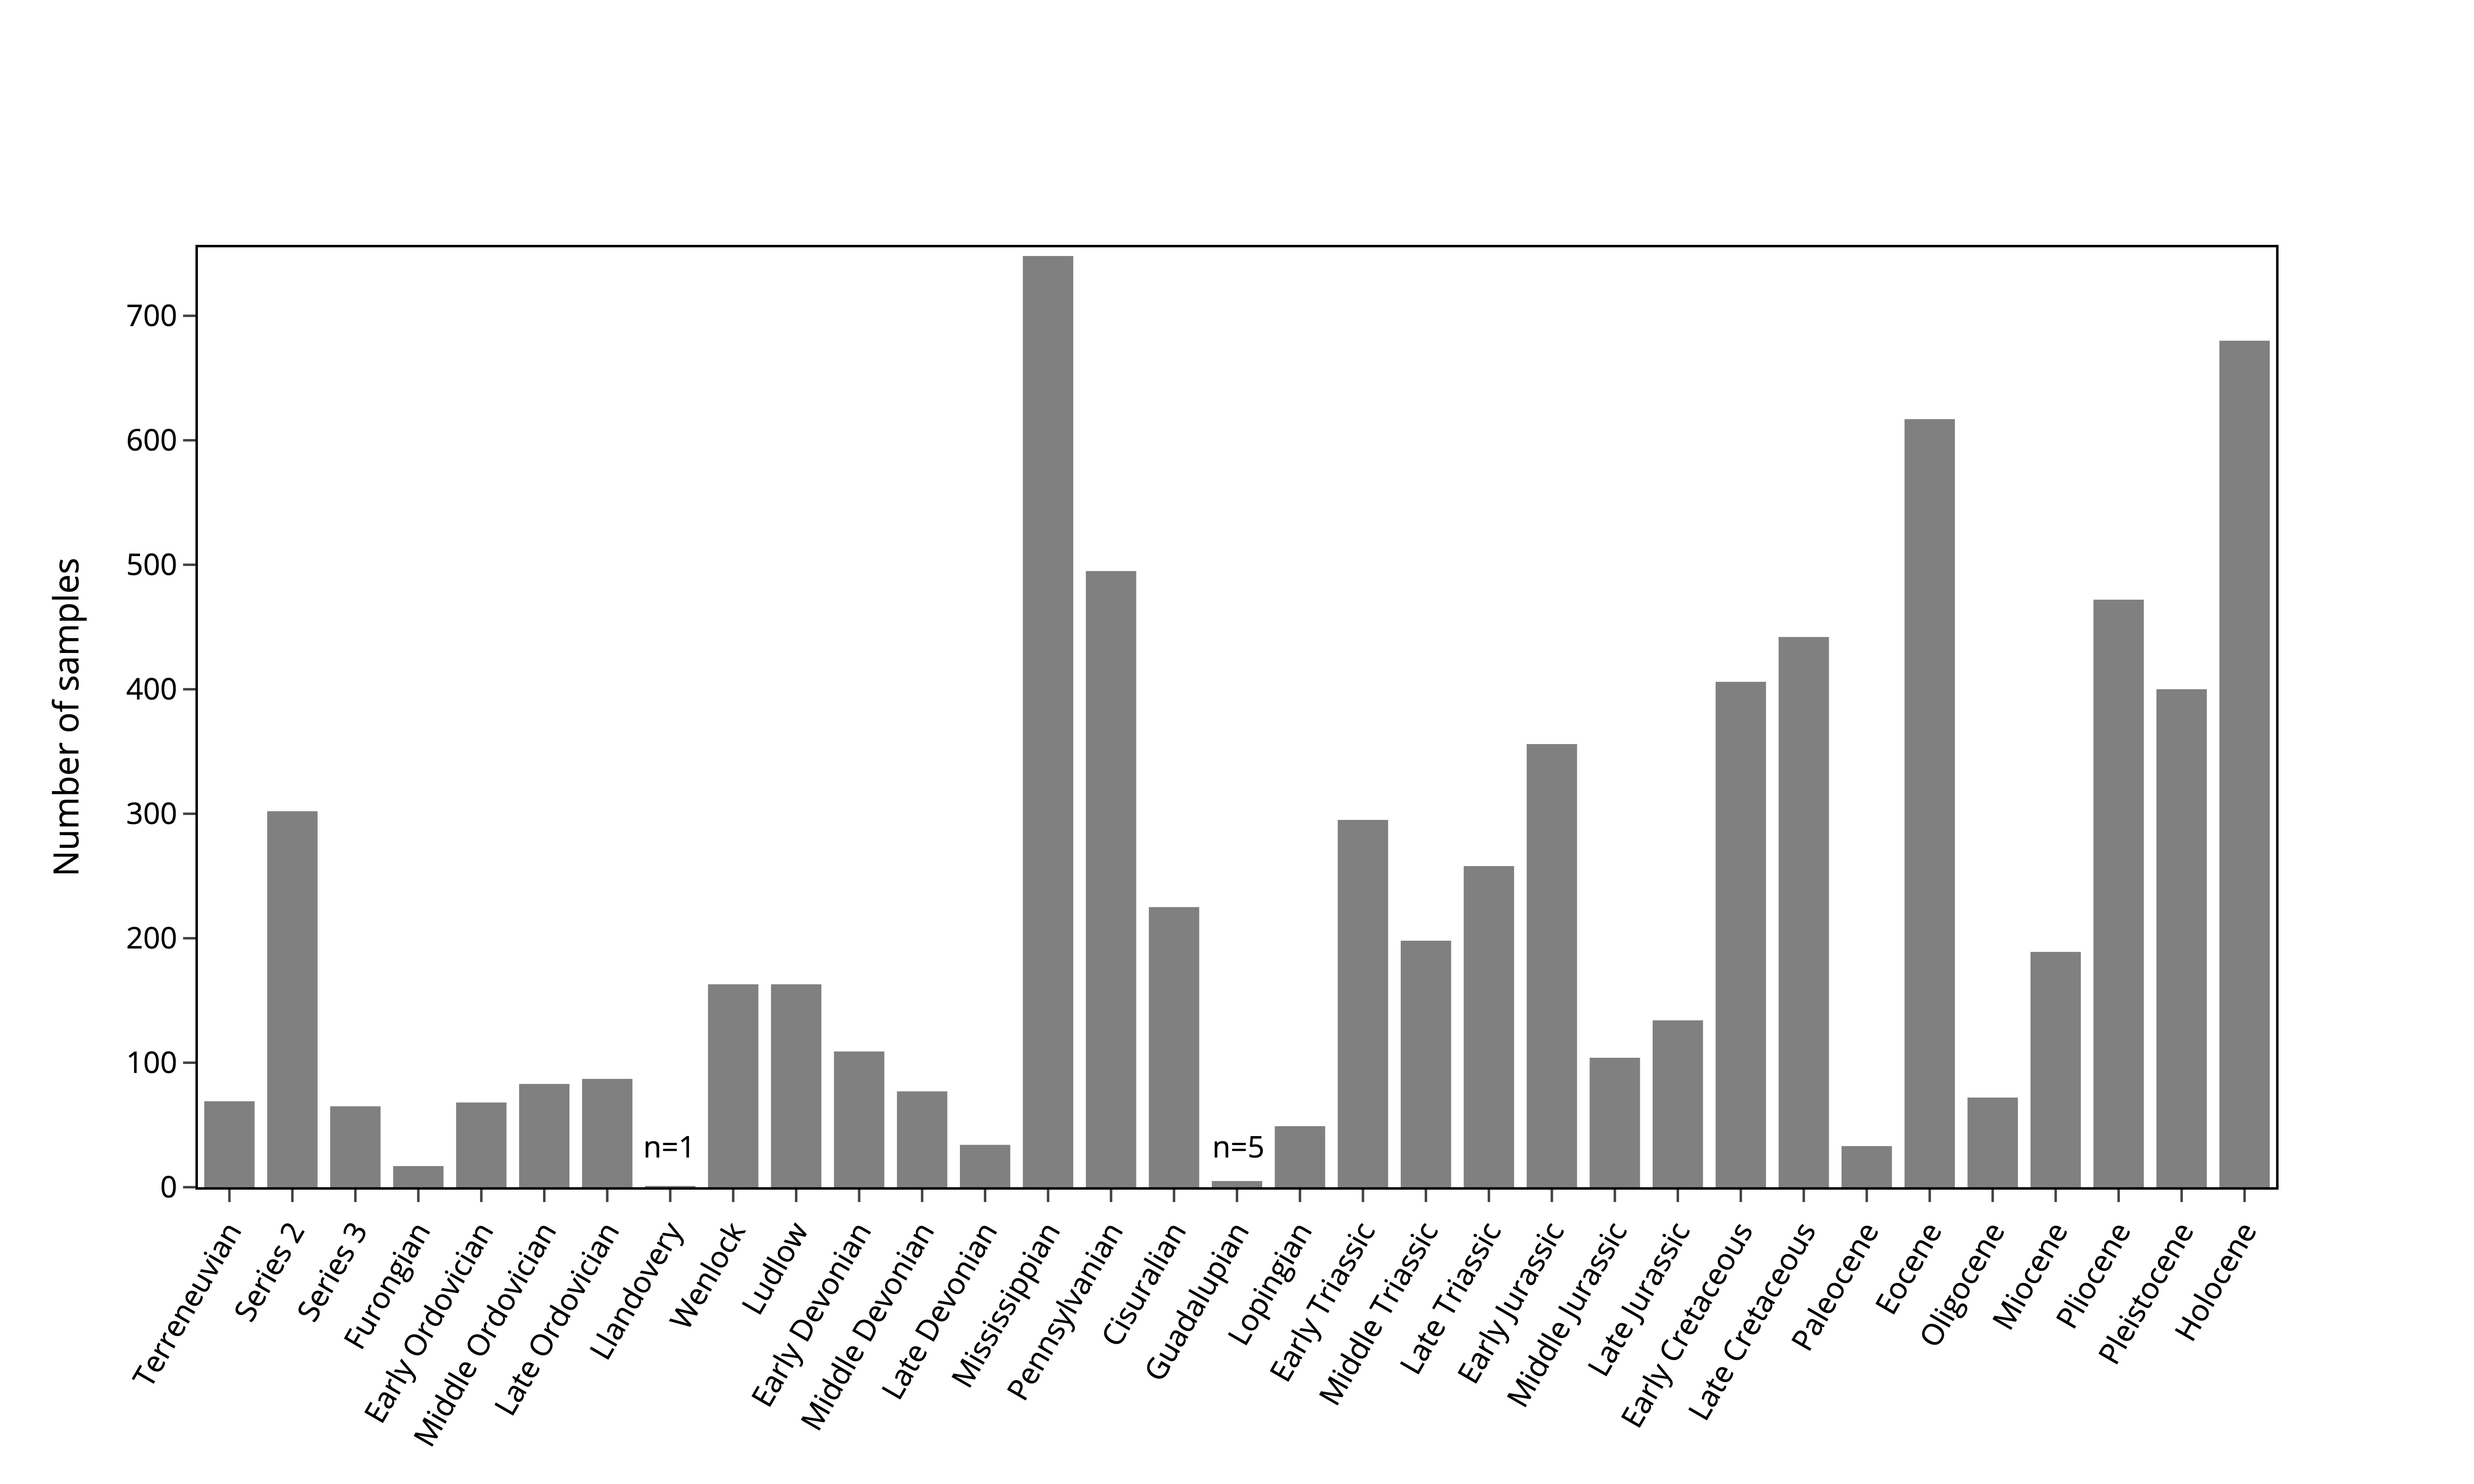 Number of samples
700
600
500
400
300
200
100
0
n=1
n=5
Terreneuvian
Series 2
Series 3
Furongian
Early Ordovician
Middle Ordovician
Late Ordovician
Llandovery
Wenlock
Ludlow
Early Devonian
Middle Devonian
Late Devonian
Mississippian
Pennsylvanian
Cisuralian
Guadalupian
Lopingian
Early Triassic
Middle Triassic
Late Triassic
Early Jurassic
Middle Jurassic
Late Jurassic
Early Cretaceous
Late Cretaceous
Paleocene
Eocene
Oligocene
Miocene
Pliocene
Pleistocene
Holocene